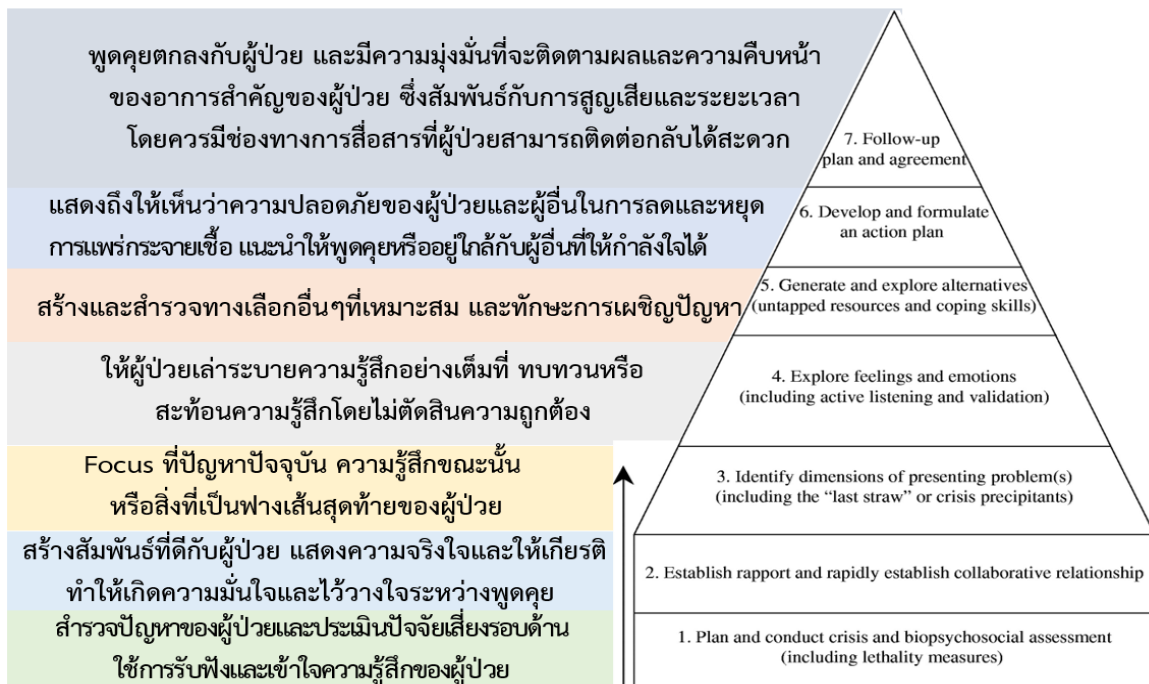 พูดคุยตกลงกับผู้ป่วย และมีความมุ่งมั่นที่จะติดตามผลและความคืบหน้า
ของอาการสำคัญของผู้ป่วย ซึ่งสัมพันธ์กับการสูญเสียและระยะเวลา
โดยควรมีช่องทางการสื่อสารที่ผู้ป่วยสามารถติดต่อกลับได้สะดวก
7. Follow-up
plan and agreement
แสดงถึงให้เห็นว่าความปลอดภัยของผู้ป่วยและผู้อื่นในการลดและหยุด
การแพร่กระจายเชื้อ แนะนำให้พูดคุยหรืออยู่ใกล้กับผู้อื่นที่ให้กำลังใจได้
6. Develop and formulate
an action plan
สร้างและสำรวจทางเลือกอื่นๆที่เหมาะสม และทักษะการเผชิญปัญหา
5. Generate and explore alternatives
(untapped resources and coping skills)
ให้ผู้ป่วยเล่าระบายความรู้สึกอย่างเต็มที่ ทบทวนหรือ
สะท้อนความรู้สึกโดยไม่ตัดสินความถูกต้อง
4. Explore feelings and emotions
(including active listening and validation)
Focus ที่ปัญหาปัจจุบัน ความรู้สึกขณะนั้น
หรือสิ่งที่เป็นฟางเส้นสุดท้ายของผู้ป่วย
3. Identify dimensions of presenting problem(s)
(including the “last straw” or crisis precipitants)
สร้างสัมพันธ์ที่ดีกับผู้ป่วย แสดงความจริงใจและให้เกียรติ
ทำให้เกิดความมั่นใจและไว้วางใจระหว่างพูดคุย
2. Establish rapport and rapidly establish collaborative relationship
สำรวจปัญหาของผู้ป่วยและประเมินปัจจัยเสี่ยงรอบด้าน
ใช้การรับฟังและเข้าใจความรู้สึกของผู้ป่วย
1. Plan and conduct crisis and biopsychosocial assessment
(including lethality measures)